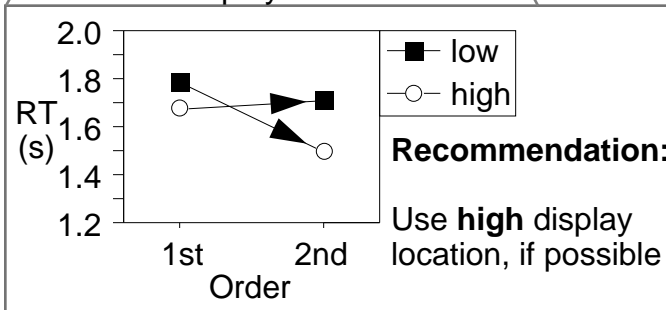 2.0
1.8
1.6
1.4
1.2
RT
(s)
1st
2nd
Order
low
high
Recommendation:
Use high display
location, if possible